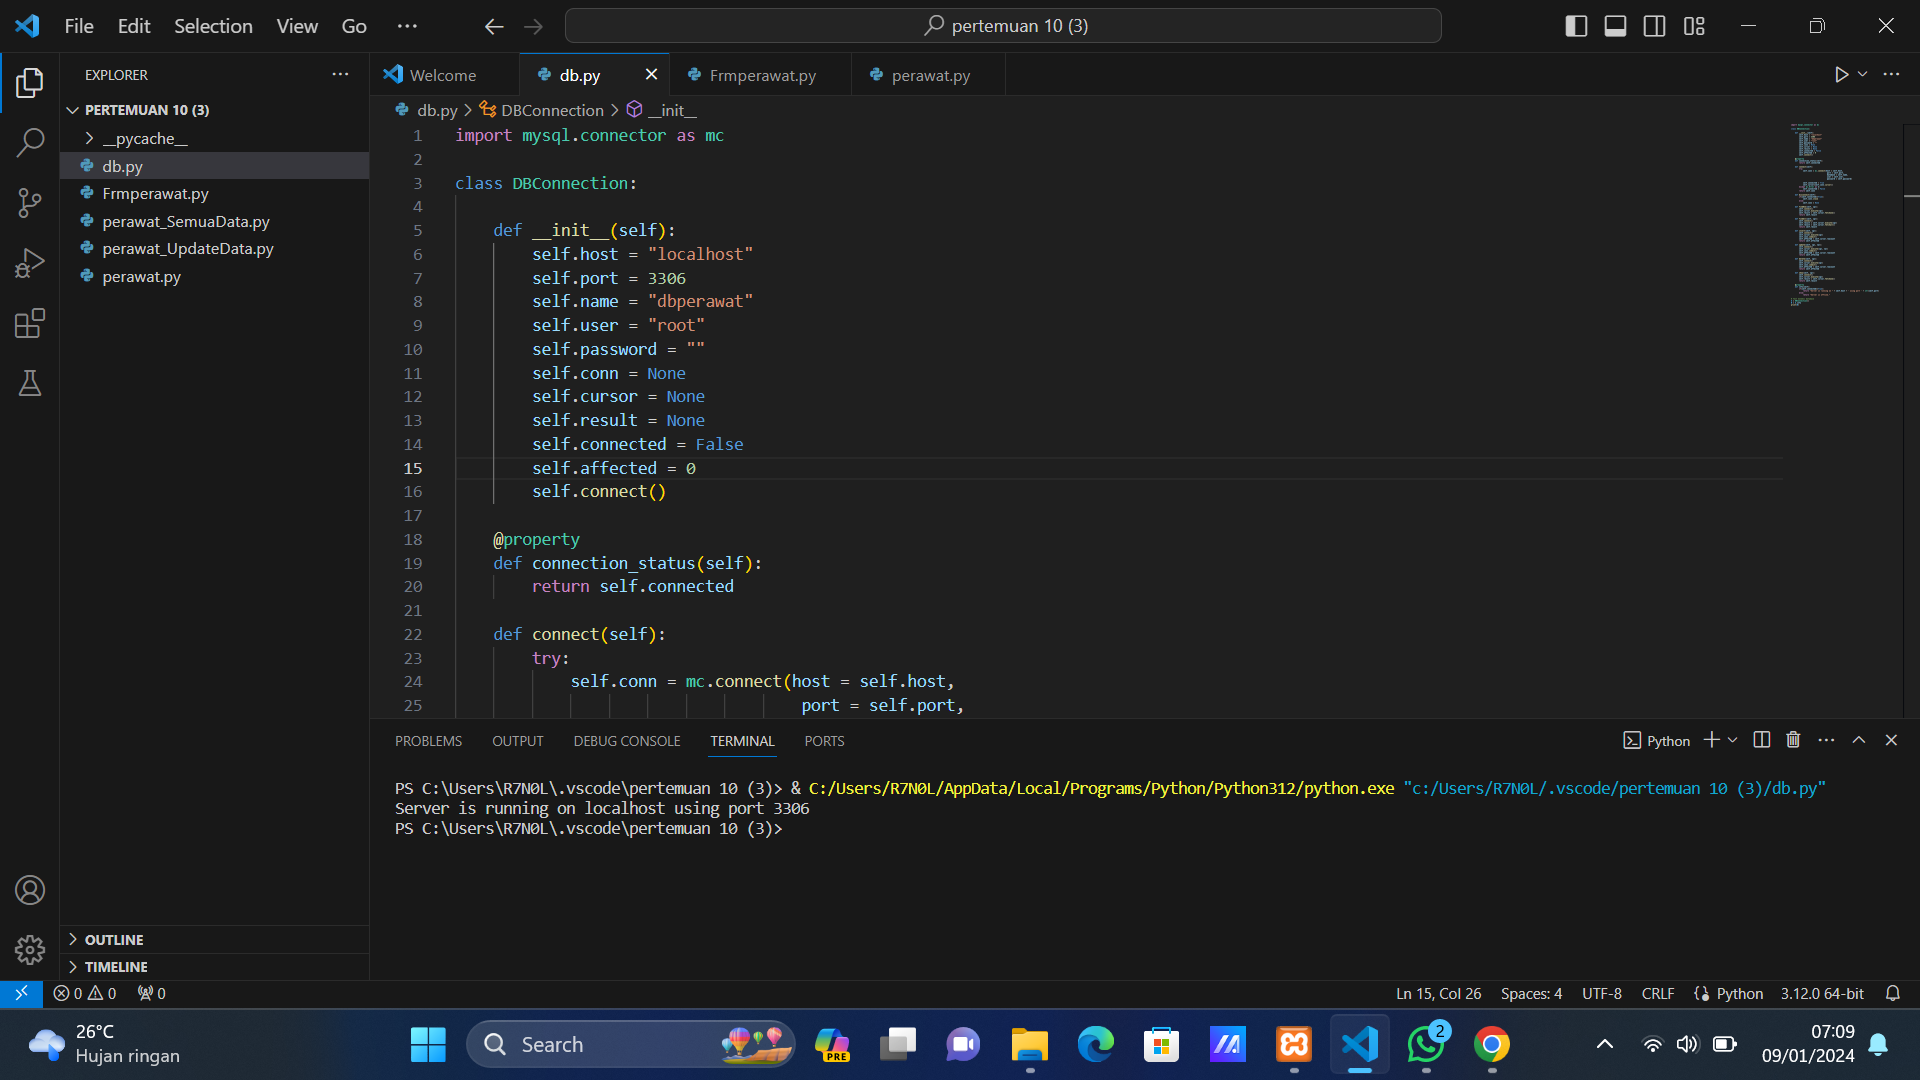 File Edit Selection View Go ··· pertemuan 10 (3)
EXPLORER ···
PERTEMUAN 10 (3)
__pycache__
db.py
Frmperawat.py
perawat_SemuaData.py
perawat_UpdateData.py
perawat.py
OUTLINE
TIMELINE
Welcome db.py Frmperawat.py perawat.py
db.py > DBConnection > __init__
1 import mysql.connector as mc
2
3 class DBConnection:
4
5 def __init__(self):
6 self.host = "localhost"
7 self.port = 3306
8 self.name = "dbperawat"
9 self.user = "root"
10 self.password = ""
11 self.conn = None
12 self.cursor = None
13 self.result = None
14 self.connected = False
15 self.affected = 0
16 self.connect()
17
18 @property
19 def connection_status(self):
20 return self.connected
21
22 def connect(self):
23 try:
24 self.conn = mc.connect(host = self.host,
25 port = self.port,
PROBLEMS OUTPUT DEBUG CONSOLE TERMINAL PORTS Python
PS C:\Users\R7N0L\.vscode\pertemuan 10 (3)> & C:/Users/R7N0L/AppData/Local/Programs/Python/Python312/python.exe "c:/Users/R7N0L/.vscode/pertemuan 10 (3)/db.py"
Server is running on localhost using port 3306
PS C:\Users\R7N0L\.vscode\pertemuan 10 (3)>
0 0 0 Ln 15, Col 26 Spaces: 4 UTF-8 CRLF Python 3.12.0 64-bit
26°C
Hujan ringan
Search
PRE
2
07:09
09/01/2024